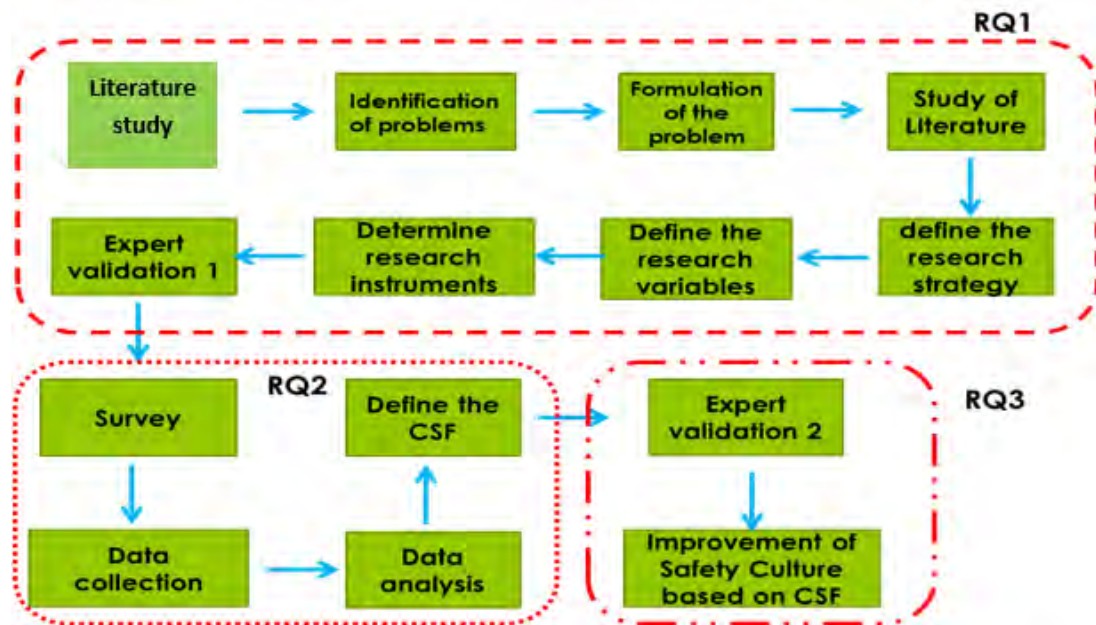 RQ1
Literature
study
Identification
of problems
Formulation
of the
problem
Study of
Literature
Expert
validation 1
Determine
research
instruments
Define the
research
variables
define the
research
strategy
RQ2
Survey
Define the
CSF
Data
collection
Data
analysis
RQ3
Expert
validation 2
Improvement of
Safety Culture
based on CSF